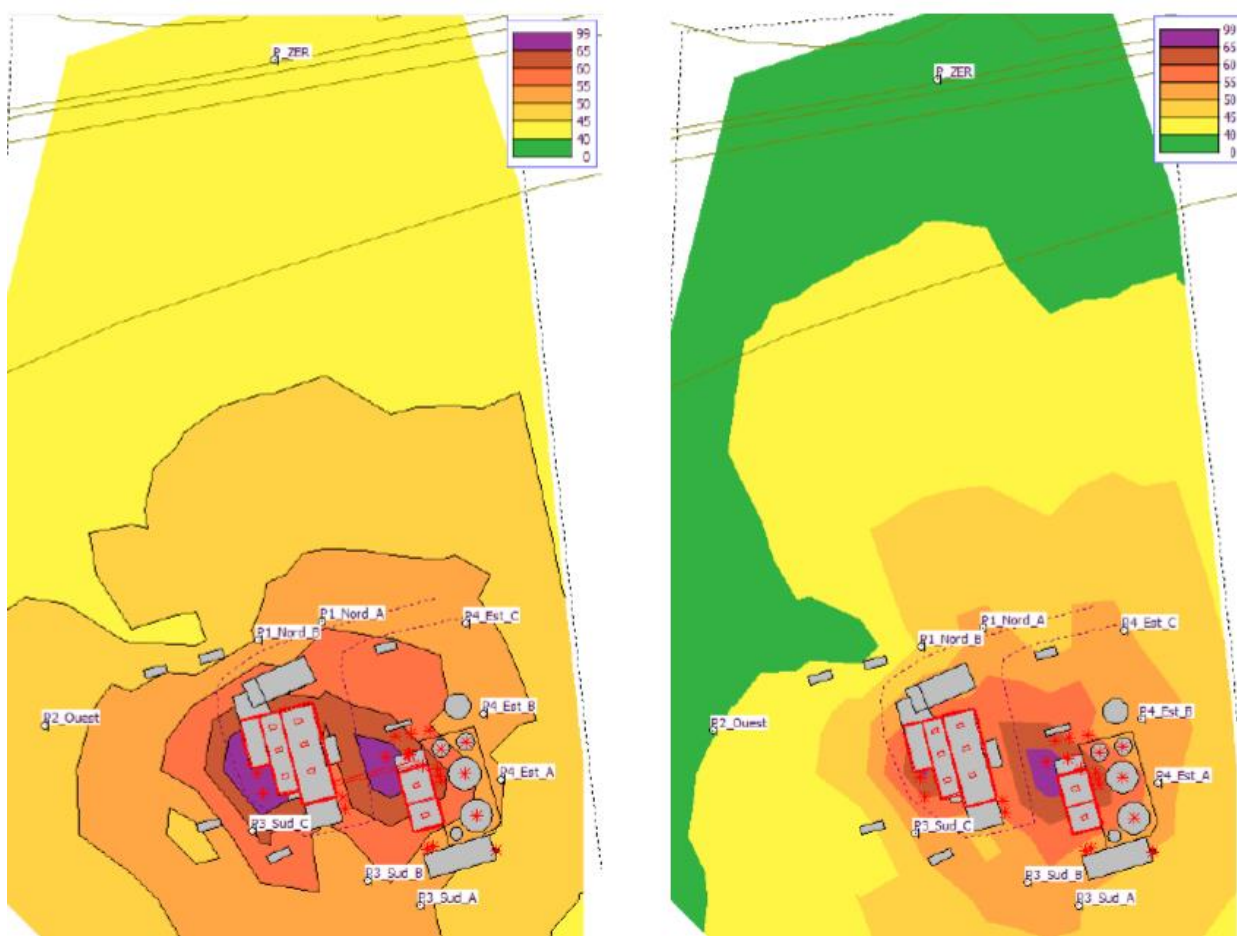 99
65
60
55
50
45
40
0
P_ZER
P1_Nord_A
P4_Est_C
P1_Nord_B
P2_Ouest
P4_Est_B
P4_Est_A
P3_Sud_C
P3_Sud_B
P3_Sud_A
99
65
60
55
50
45
40
0
P_ZER
P1_Nord_A
P4_Est_C
P1_Nord_B
P2_Ouest
P4_Est_B
P4_Est_A
P3_Sud_C
P3_Sud_B
P3_Sud_A